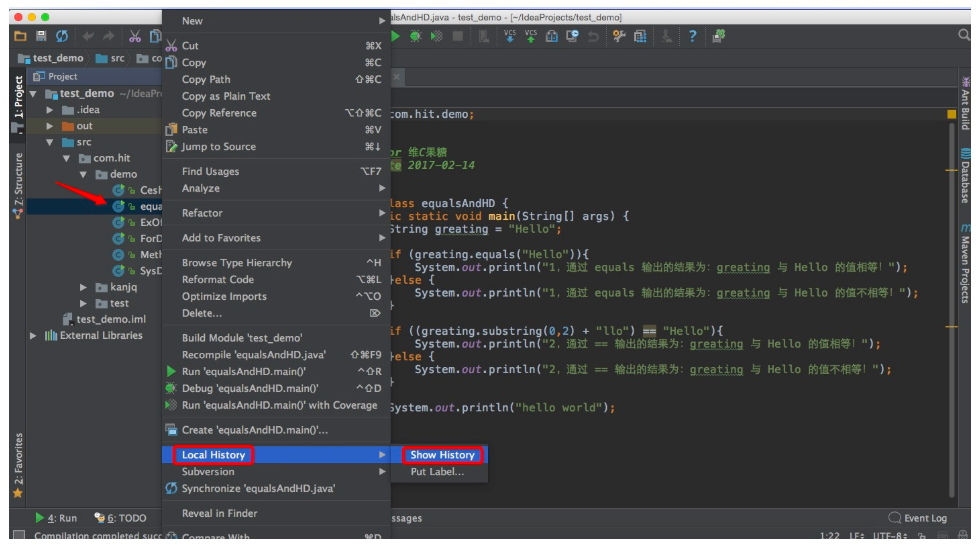 alsAndHD.java - test_demo - [~/IdeaProjects/test_demo]
test_demo src co
Project
1: Project
Z: Structure
2: Favorites
test_demo ~/IdeaPr
.idea
out
src
com.hit
demo
Cesh
equa
ExO
ForD
Meth
SysD
kanjq
test
test_demo.iml
External Libraries
New
Cut ⌘X
Copy ⌘C
Copy Path ⇧⌘C
Copy as Plain Text
Copy Reference ⌥⇧⌘C
Paste ⌘V
Jump to Source ⌘↓
Find Usages ⌥F7
Analyze
Refactor
Add to Favorites
Browse Type Hierarchy ^H
Reformat Code ⌥⌘L
Optimize Imports ^⌥O
Delete... ⌦
Build Module 'test_demo'
Recompile 'equalsAndHD.java' ⇧⌘F9
Run 'equalsAndHD.main()' ^⇧R
Debug 'equalsAndHD.main()' ^⇧D
Run 'equalsAndHD.main()' with Coverage
Create 'equalsAndHD.main()'...
Local History
Subversion
Synchronize 'equalsAndHD.java'
Reveal in Finder
Compare With... ⌘D
Show History
Put Label...
com.hit.demo;
or 维C果糖
te 2017-02-14
lass equalsAndHD {
ic static void main(String[] args) {
String greating = "Hello";
if (greating.equals("Hello")){
System.out.println("1，通过 equals 输出的结果为：greating 与 Hello 的值相等！");
}else {
System.out.println("1，通过 equals 输出的结果为：greating 与 Hello 的值不相等！");
}
if ((greating.substring(0,2) + "llo") == "Hello"){
System.out.println("2，通过 == 输出的结果为：greating 与 Hello 的值相等！");
}else {
System.out.println("2，通过 == 输出的结果为：greating 与 Hello 的值不相等！");
}
System.out.println("hello world");
Ant Build
Database
Maven Projects
4: Run 6: TODO ssages Event Log
Compilation completed succ 1:22 LF÷ UTF-8÷